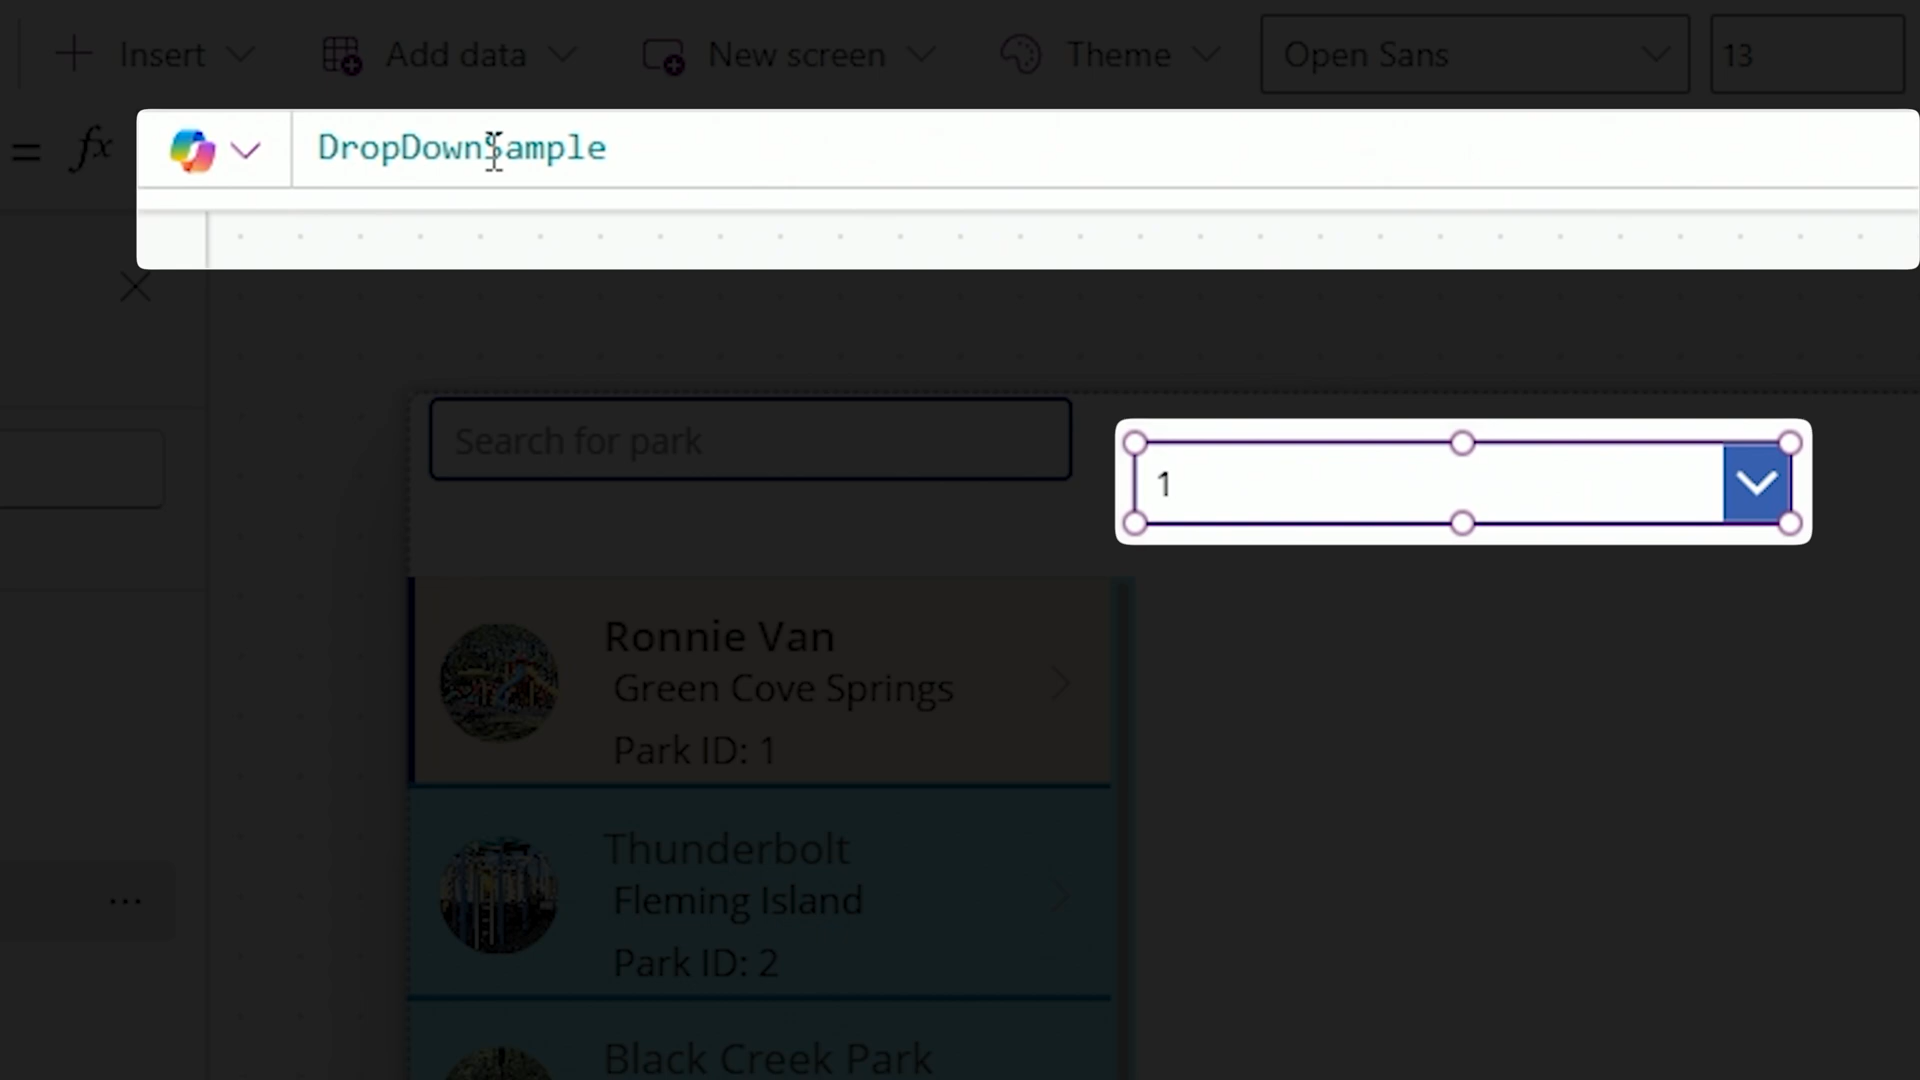 Insert
Add data
New screen
Theme
Open Sans
13
= fx
DropDownSample
Search for park
1
Ronnie Van
Green Cove Springs
Park ID: 1
Thunderbolt
Fleming Island
Park ID: 2
Black Creek Park